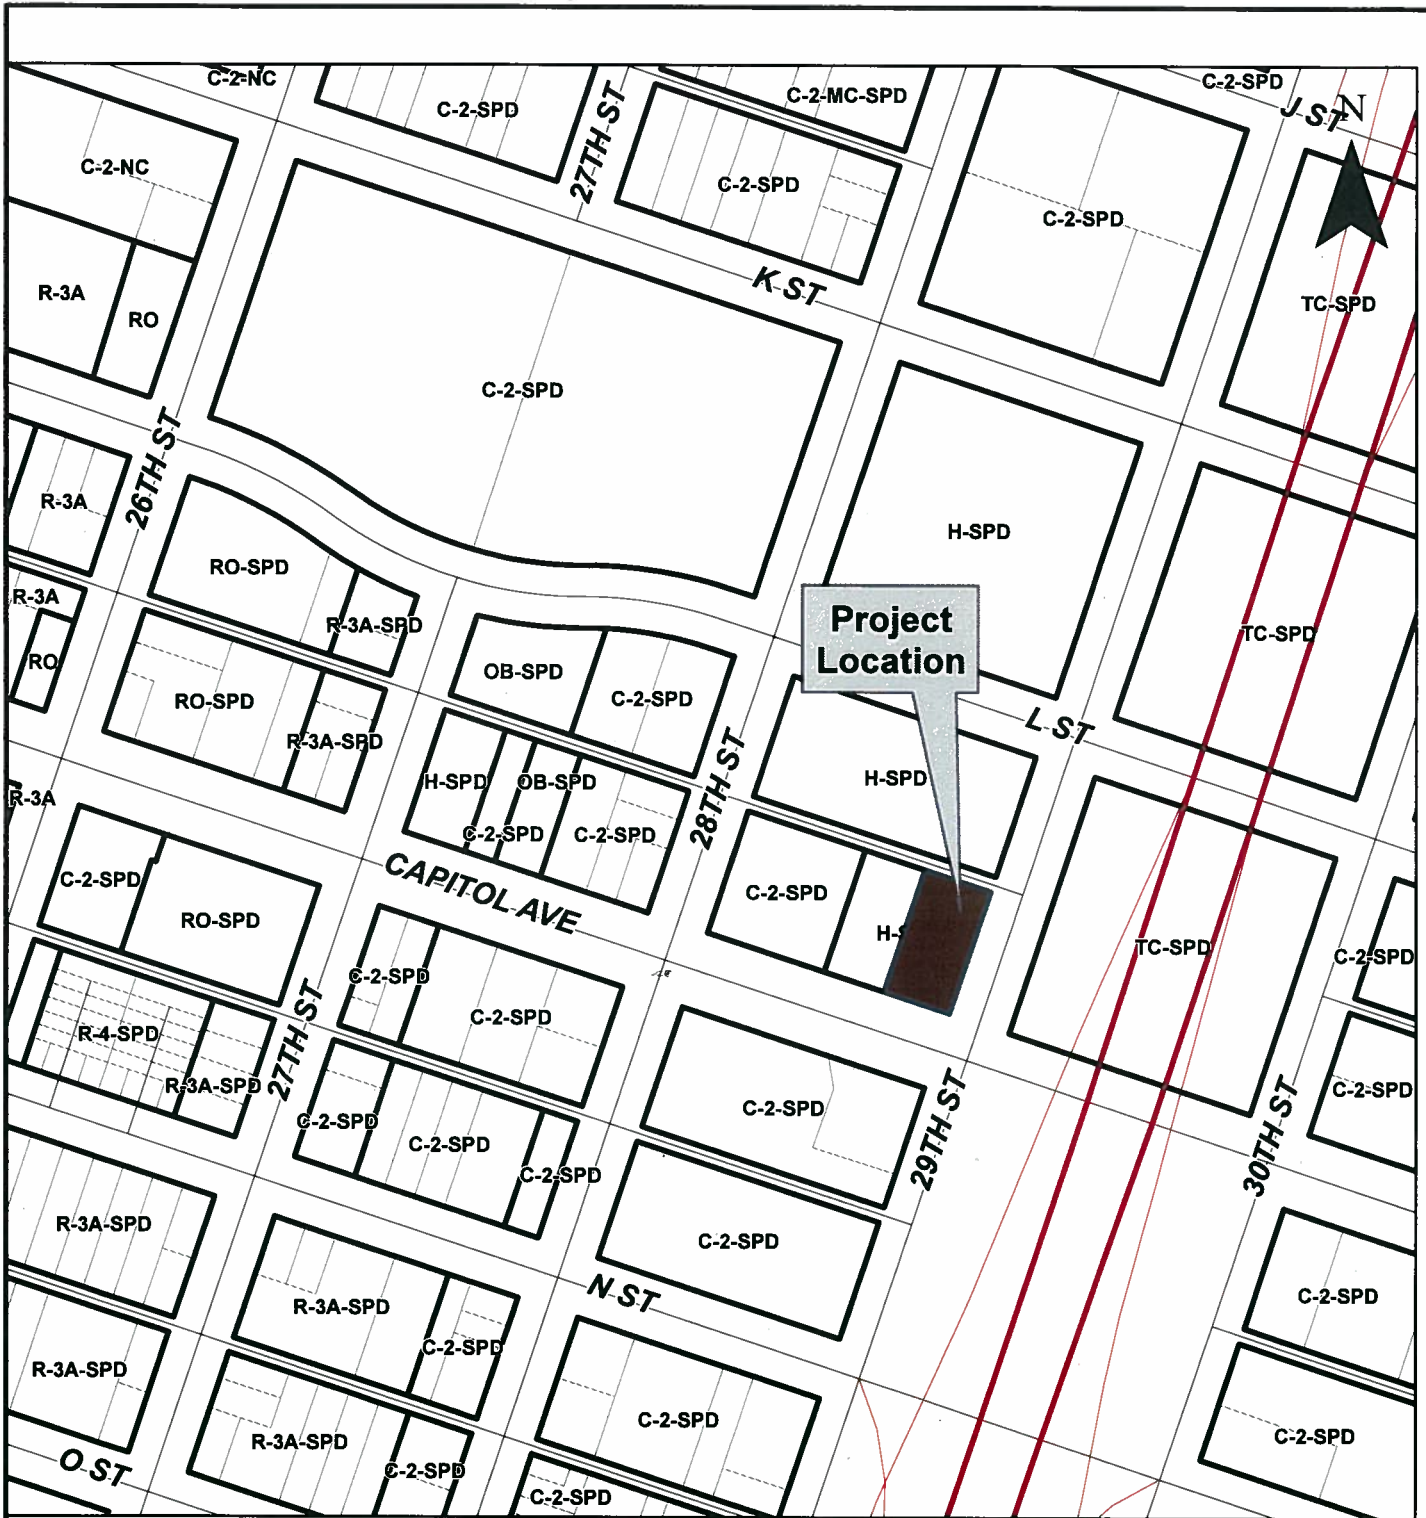 C-2-NC
C-2-SPD
27TH ST
C-2-MC-SPD
C-2-SPD
J ST
N
C-2-NC
C-2-SPD
C-2-SPD
R-3A
RO
K ST
TC-SPD
C-2-SPD
26TH ST
R-3A
H-SPD
RO-SPD
R-3A
R-3A-SPD
Project
Location
TC-SPD
RO
RO-SPD
OB-SPD
C-2-SPD
R-3A-SPD
L ST
28TH ST
H-SPD
OB-SPD
H-SPD
R-3A
C-2-SPD
C-2-SPD
CAPITOL AVE
C-2-SPD
C-2-SPD
RO-SPD
TC-SPD
C-2-SPD
C-2-SPD
C-2-SPD
R-4-SPD
27TH ST
R-3A-SPD
C-2-SPD
29TH ST
30TH ST
C-2-SPD
C-2-SPD
C-2-SPD
C-2-SPD
R-3A-SPD
C-2-SPD
N ST
R-3A-SPD
C-2-SPD
C-2-SPD
R-3A-SPD
C-2-SPD
R-3A-SPD
C-2-SPD
C-2-SPD
O ST
C-2-SPD